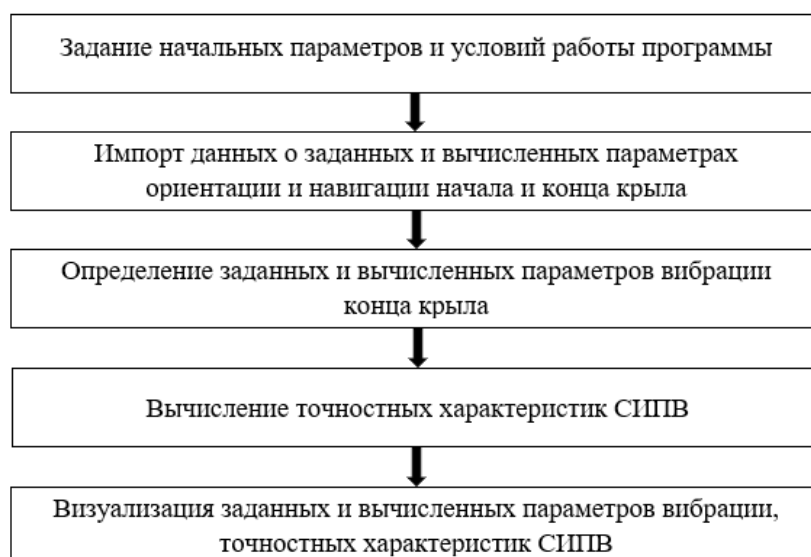 Задание начальных параметров и условий работы программы
Импорт данных о заданных и вычисленных параметрах
ориентации и навигации начала и конца крыла
Определение заданных и вычисленных параметров вибрации
конца крыла
Вычисление точностных характеристик СИПВ
Визуализация заданных и вычисленных параметров вибрации,
точностных характеристик СИПВ